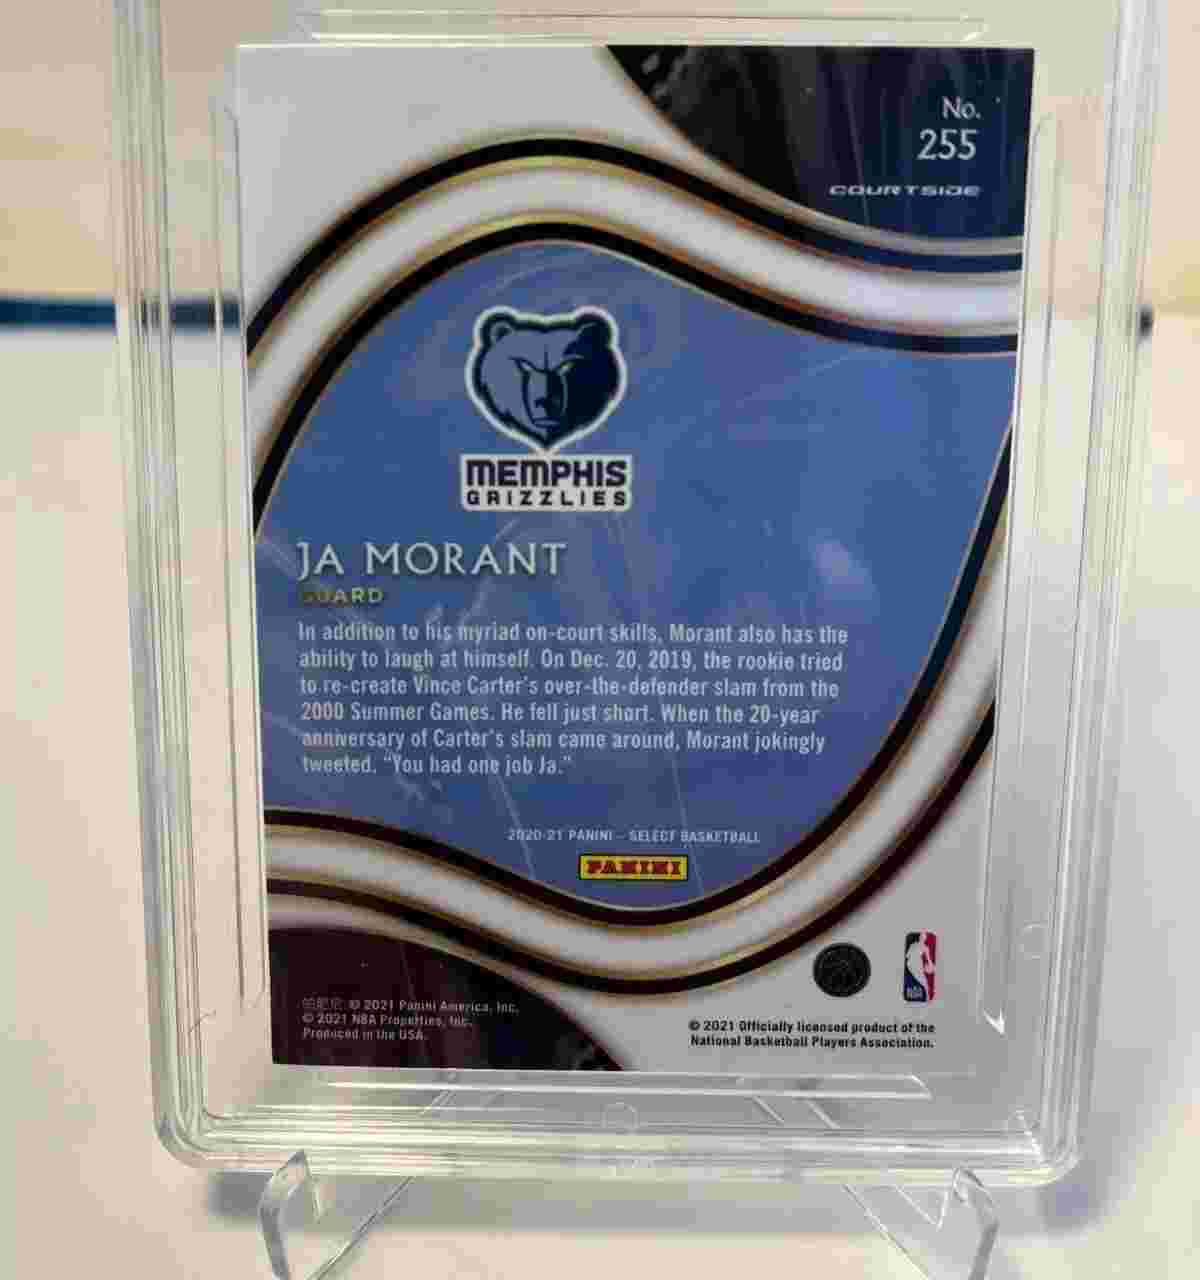 No.
255
COURTSIDE
MEMPHIS
GRIZZLIES
JA MORANT
GUARD
In addition to his myriad on-court skills, Morant also has the
ability to laugh at himself. On Dec. 20, 2019, the rookie tried
to re-create Vince Carter's over-the-defender slam from the
2000 Summer Games. He fell just short. When the 20-year
anniversary of Carter's slam came around, Morant jokingly
tweeted, "You had one job Ja."
2020-21 PANINI - SELECT BASKETBALL
PANINI
© 2021 Panini America, Inc.
© 2021 NBA Properties, Inc.
Produced in the USA.
NBA
© 2021 Officially licensed product of the
National Basketball Players Association.